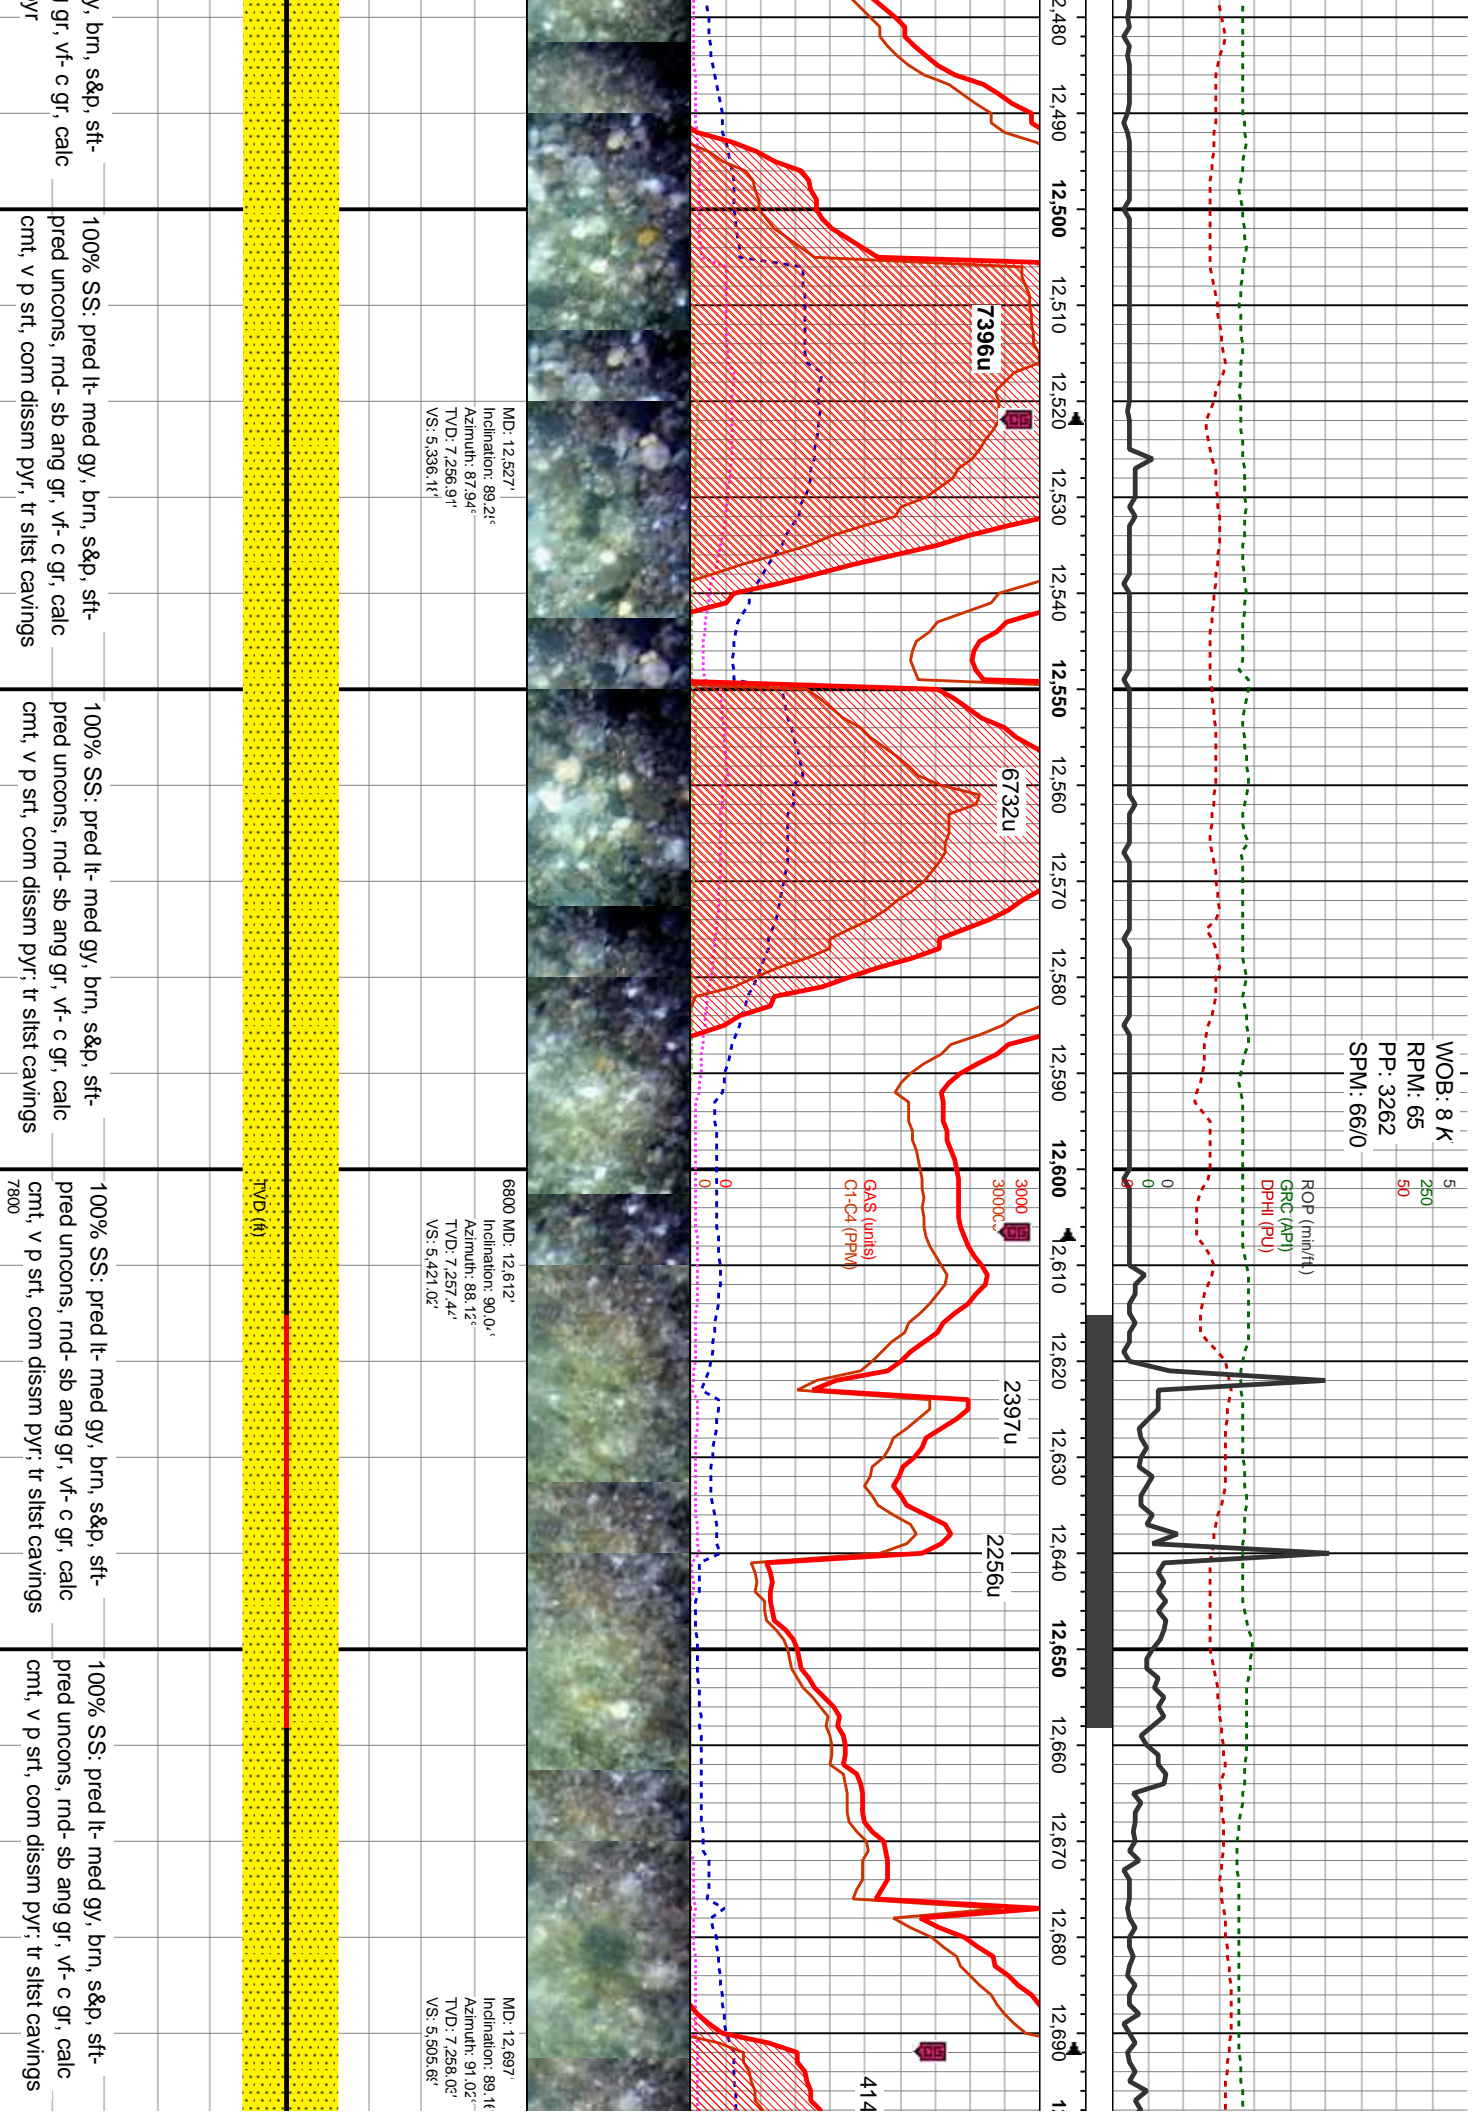 WOB: 8 K
RPM: 65
PP: 3262
SPM: 66/0
5
250
50
ROP (min/ft)
GRC (API)
DPHI (PU)
0
0
0
12,490
12,500
12,510
12,520
12,530
12,540
12,550
12,560
12,570
12,580
12,590
12,600
12,610
12,620
12,630
12,640
12,650
12,660
12,670
12,680
12,690
7396u
6732u
2397u
2256u
414
3000
GAS (units)
C1-C4 (PPM)
0
0
MD: 12,527'
Inclination: 89.2
Azimuth: 87.94°
TVD: 7,256.91'
VS: 5,336.1
6800 MD: 12,612'
Inclination: 90.0
Azimuth: 88.12°
TVD: 7,257.4
VS: 5,421.0
MD: 12,697'
Inclination: 89.1
Azimuth: 91.02°
TVD: 7,258.0
VS: 5,505.6
TVD (ft)
y, brn, s&p, sft-
gr, vf- c gr, calc
yr
100% SS: pred lt- med gy, brn, s&p, sft-
pred uncons, rnd- sb ang gr, vf- c gr, calc
cmt, v p srt, com dissm pyr, tr sltst cavings
100% SS: pred lt- med gy, brn, s&p, sft-
pred uncons, rnd- sb ang gr, vf- c gr, calc
cmt, v p srt, com dissm pyr; tr sltst cavings
100% SS: pred lt- med gy, brn, s&p, sft-
pred uncons, rnd- sb ang gr, vf- c gr, calc
cmt, v p srt, com dissm pyr; tr sltst cavings
7800
100% SS: pred lt- med gy, brn, s&p, sft-
pred uncons, rnd- sb ang gr, vf- c gr, calc
cmt, v p srt, com dissm pyr; tr sltst cavings